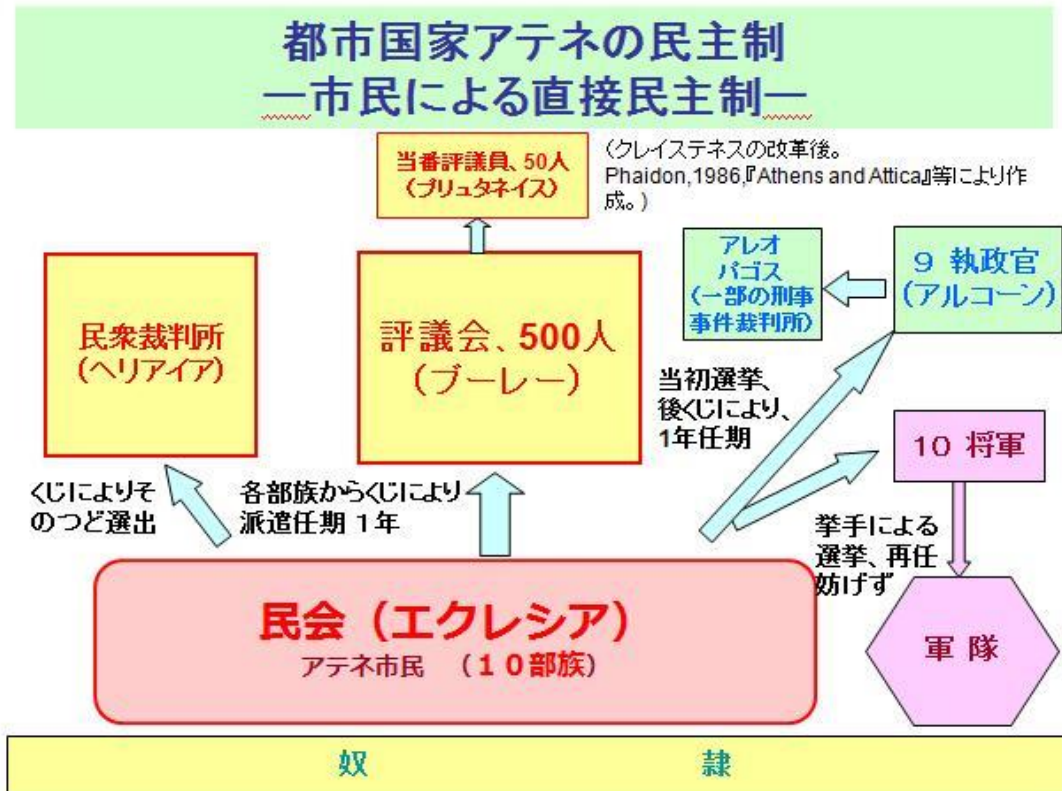 都市国家アテネの民主制
―市民による直接民主制―
当番評議員、50人
(プリュタネイス)
(クレイステネスの改革後。
Phaidon,1986,『Athens and Attica』等により作
成。)
アレオ
パゴス
(一部の刑事
事件裁判所)
９ 執政官
(アルコーン)
民衆裁判所
(ヘリアイア)
評議会、500人
(ブーレー)
当初選挙、
後くじにより、
1年任期
１０ 将軍
くじによりそ
のつど選出
各部族からくじにより
派遣任期 １年
挙手による
選挙、再任
妨げず
民会（エクレシア）
アテネ市民 （１０部族）
軍 隊
奴 隷